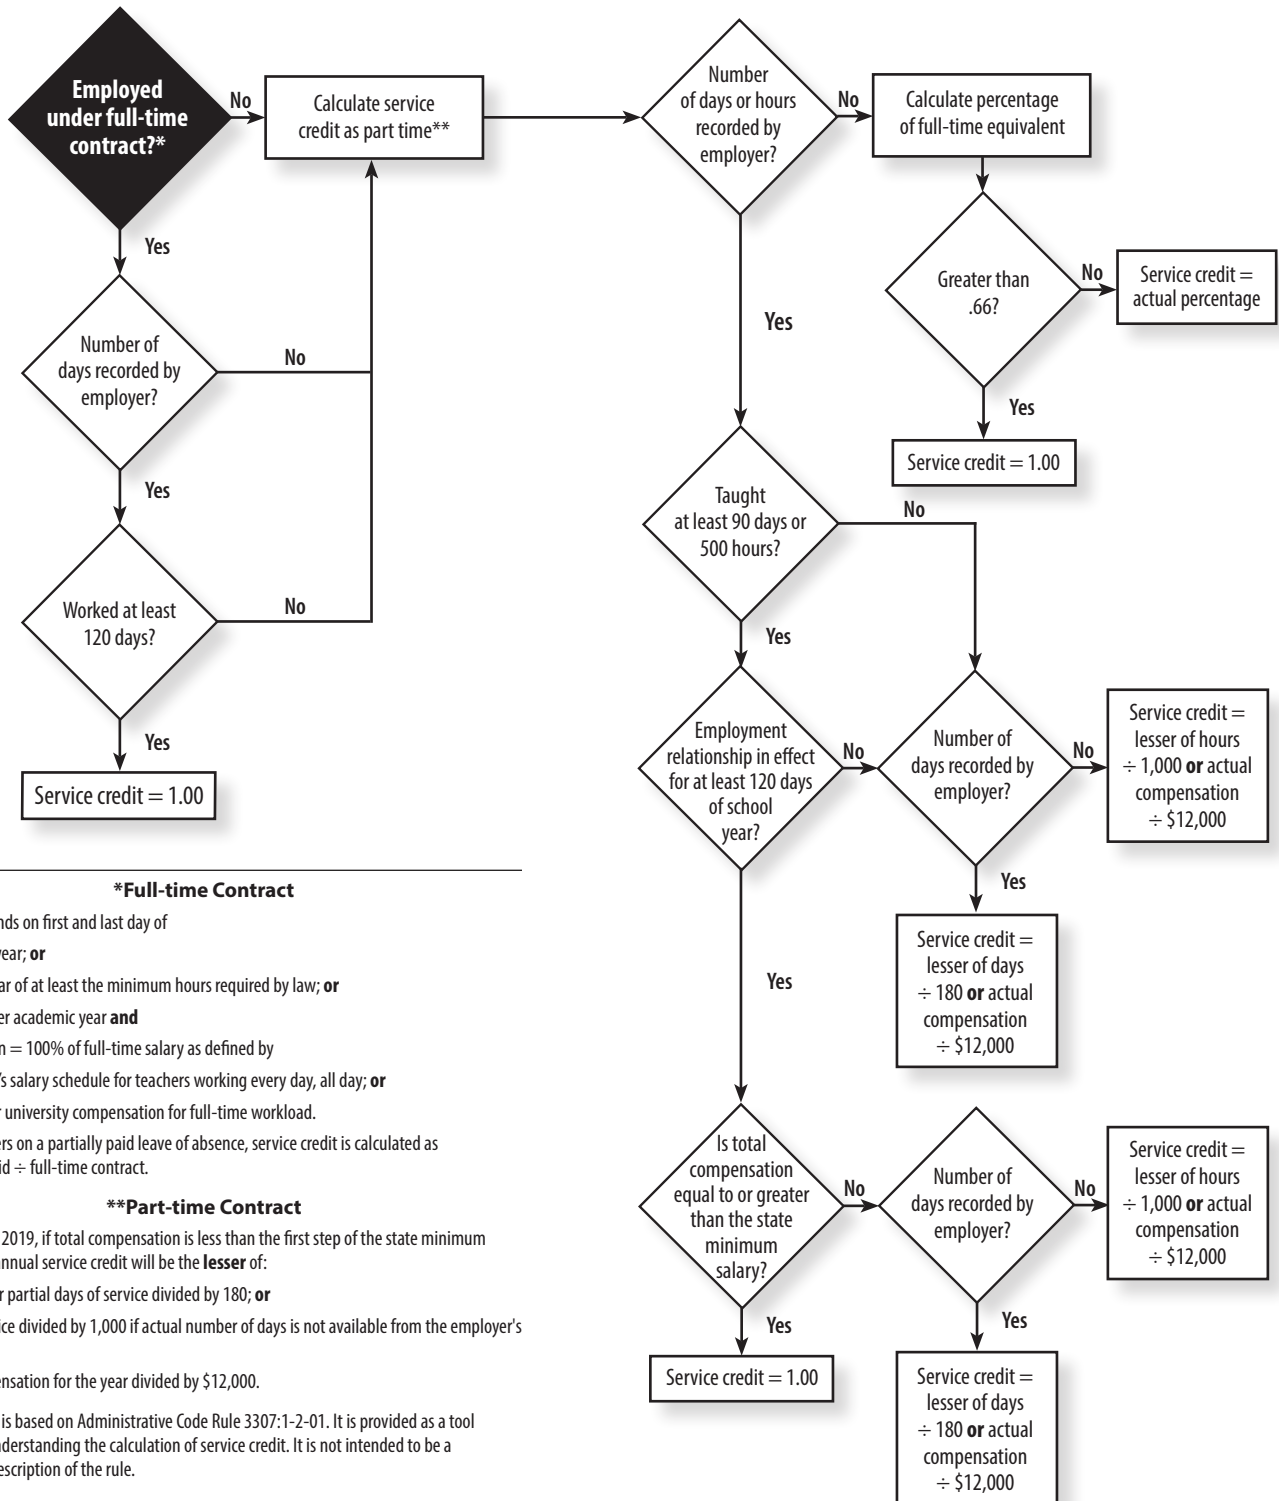 Employed
under full-time
contract?*
No
Calculate service
credit as part time**
Yes
Number of
days recorded by
employer?
No
Yes
Worked at least
120 days?
No
Yes
Service credit = 1.00
Number
of days or hours
recorded by
employer?
No
Calculate percentage
of full-time equivalent
Greater than
.66?
No
Service credit =
actual percentage
Yes
Service credit = 1.00
Yes
Taught
at least 90 days or
500 hours?
No
Yes
Employment
relationship in effect
for at least 120 days
of school
year?
No
Number of
days recorded by
employer?
No
Service credit =
lesser of hours
÷ 1,000 or actual
compensation
÷ $12,000
Yes
Service credit =
lesser of days
÷ 180 or actual
compensation
÷ $12,000
Yes
Is total
compensation
equal to or greater
than the state
minimum
salary?
No
Number of
days recorded by
employer?
No
Service credit =
lesser of hours
÷ 1,000 or actual
compensation
÷ $12,000
Yes
Service credit = 1.00
Yes
Service credit =
lesser of days
÷ 180 or actual
compensation
÷ $12,000
*Full-time Contract
nds on first and last day of
year; or
ar of at least the minimum hours required by law; or
er academic year and
n = 100% of full-time salary as defined by
's salary schedule for teachers working every day, all day; or
r university compensation for full-time workload.
ers on a partially paid leave of absence, service credit is calculated as
id ÷ full-time contract.
**Part-time Contract
2019, if total compensation is less than the first step of the state minimum
annual service credit will be the lesser of:
r partial days of service divided by 180; or
ice divided by 1,000 if actual number of days is not available from the employer's
ensation for the year divided by $12,000.
is based on Administrative Code Rule 3307:1-2-01. It is provided as a tool
nderstanding the calculation of service credit. It is not intended to be a
escription of the rule.